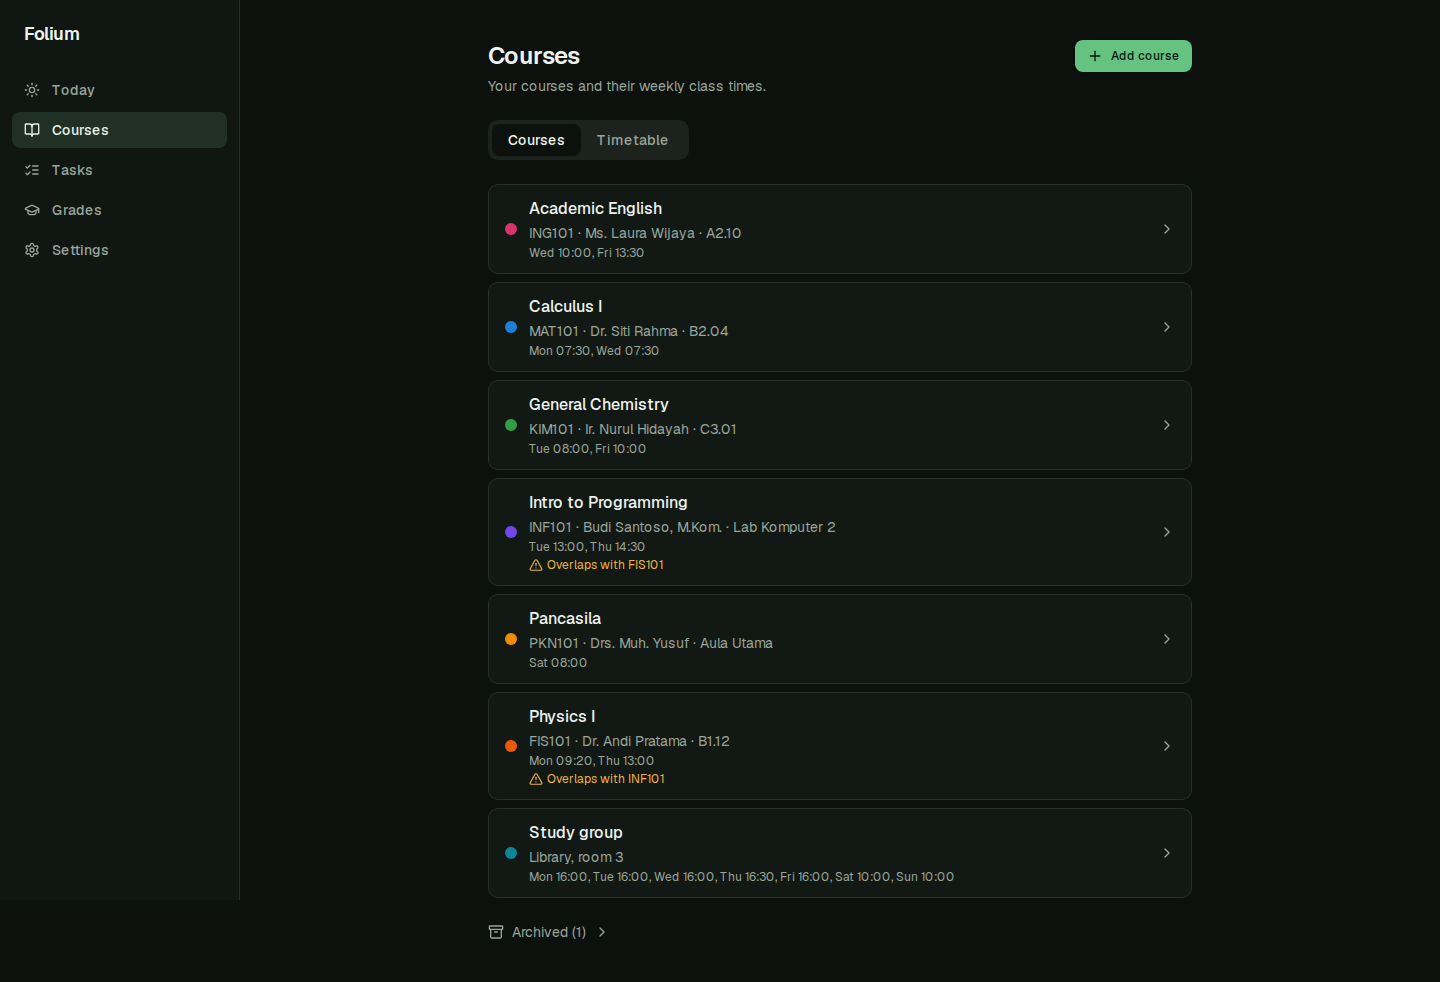 Folium
Today
Courses
Tasks
Grades
Settings
Courses
Your courses and their weekly class times.
Add course
Courses
Timetable
Academic English
ING101 · Ms. Laura Wijaya · A2.10
Wed 10:00, Fri 13:30
Calculus I
MAT101 · Dr. Siti Rahma · B2.04
Mon 07:30, Wed 07:30
General Chemistry
KIM101 · Ir. Nurul Hidayah · C3.01
Tue 08:00, Fri 10:00
Intro to Programming
INF101 · Budi Santoso, M.Kom. · Lab Komputer 2
Tue 13:00, Thu 14:30
Overlaps with FIS101
Pancasila
PKN101 · Drs. Muh. Yusuf · Aula Utama
Sat 08:00
Physics I
FIS101 · Dr. Andi Pratama · B1.12
Mon 09:20, Thu 13:00
Overlaps with INF101
Study group
Library, room 3
Mon 16:00, Tue 16:00, Wed 16:00, Thu 16:30, Fri 16:00, Sat 10:00, Sun 10:00
Archived (1)